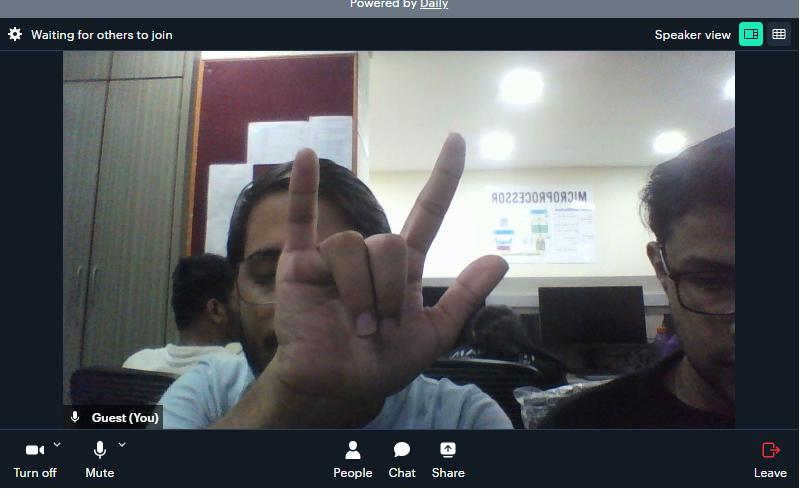 Powered by Daily
Waiting for others to join
Speaker view
MICROPROCESSOR
Guest (You)
Turn off
Mute
People
Chat
Share
Leave